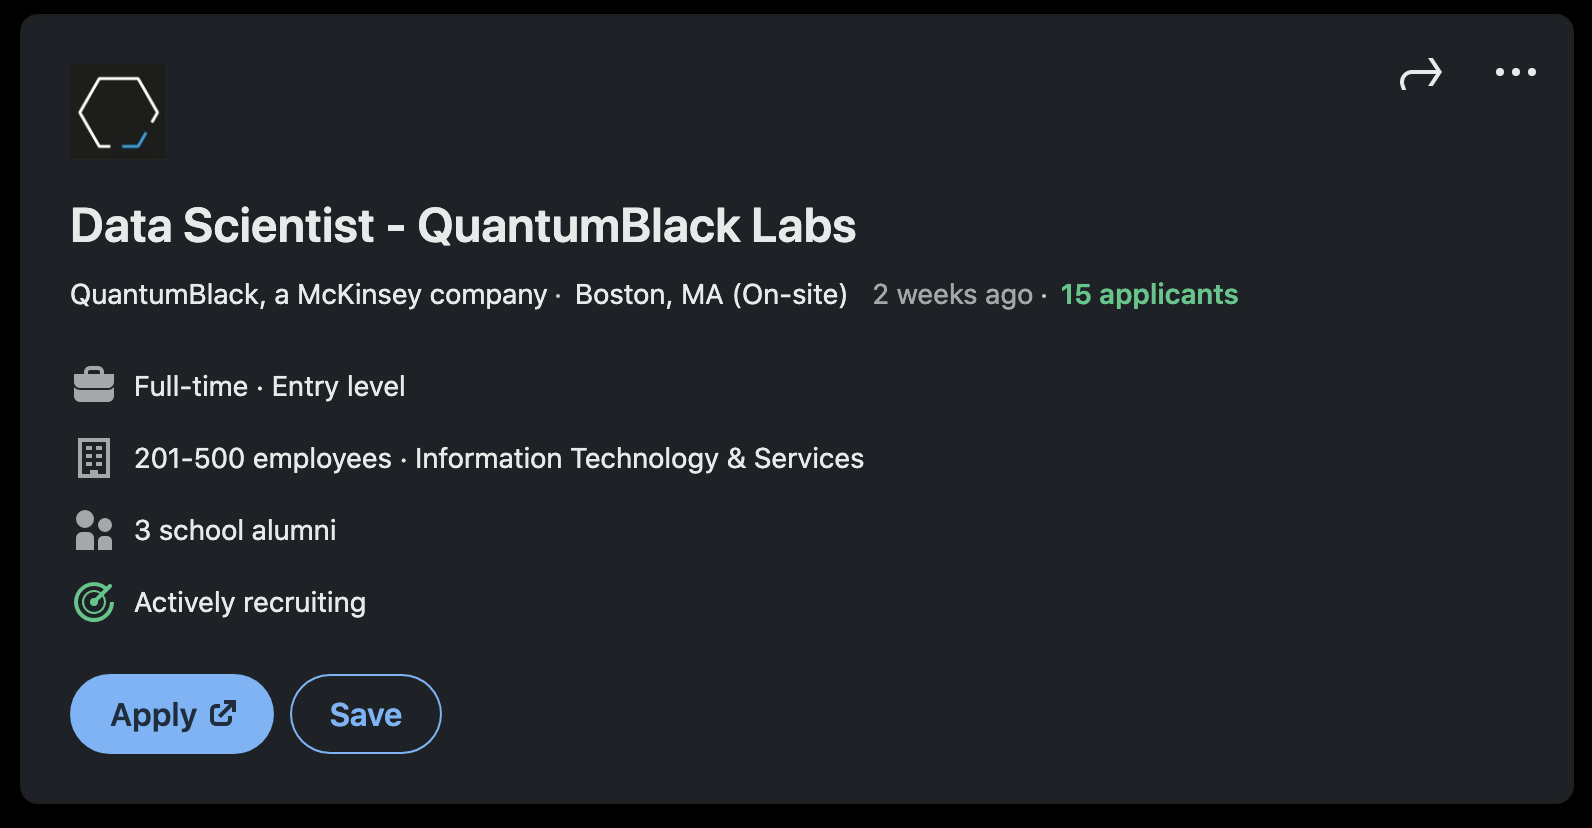 Data Scientist - QuantumBlack Labs
QuantumBlack, a McKinsey company · Boston, MA (On-site) 2 weeks ago · 15 applicants
Full-time · Entry level
201-500 employees · Information Technology & Services
3 school alumni
Actively recruiting
Apply Save